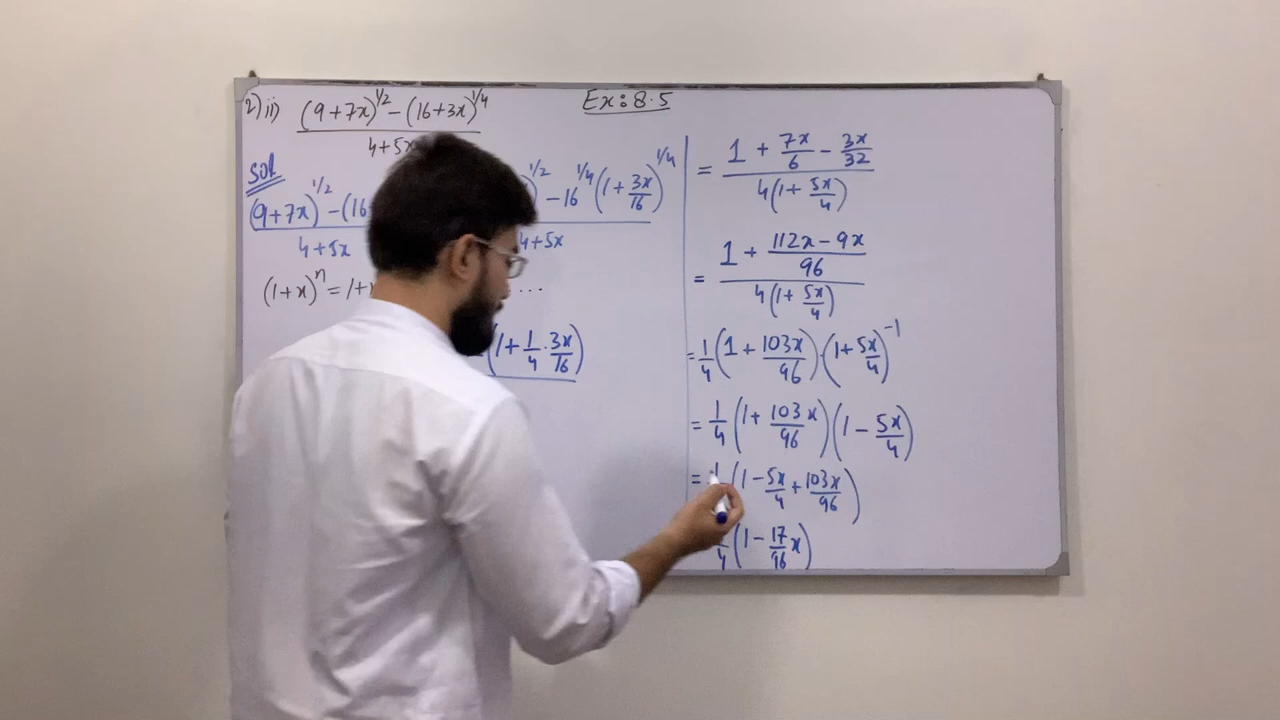 2) ii) (9+7x)^1/2 − (16+3x)^1/4 / 4+5x
Ex: 8.5
Sol
(9+7x)^1/2 − (16 / 4+5x )^1/2 − 16^1/4 (1 + 3x/16)^1/4 / 4+5x
(1+x)^n = 1+ ...
(1 + 1/4 . 3x/16)
= 1 + 7x/6 − 3x/32 / 4(1 + 5x/4)
= 1 + 112x − 9x/96 / 4(1 + 5x/4)
= 1/4 (1 + 103x/96) . (1 + 5x/4)^−1
= 1/4 (1 + 103x/96) (1 − 5x/4)
= 1/ (1 − 5x/4 + 103x/96)
/4 (1 − 17/96 x)